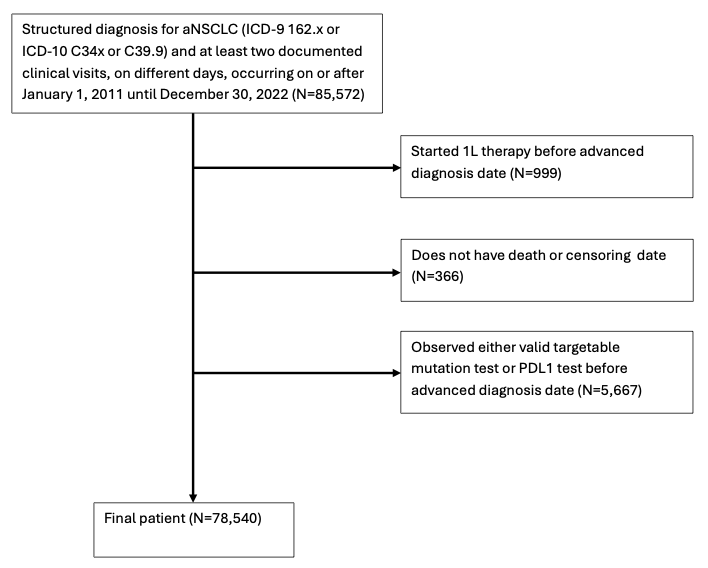 Structured diagnosis for aNSCLC (ICD-9 162.x or
ICD-10 C34x or C39.9) and at least two documented
clinical visits, on different days, occurring on or after
January 1, 2011 until December 30, 2022 (N=85,572)
Started 1L therapy before advanced
diagnosis date (N=999)
Does not have death or censoring  date
(N=366)
Observed either valid targetable
mutation test or PDL1 test before
advanced diagnosis date (N=5,667)
Final patient (N=78,540)